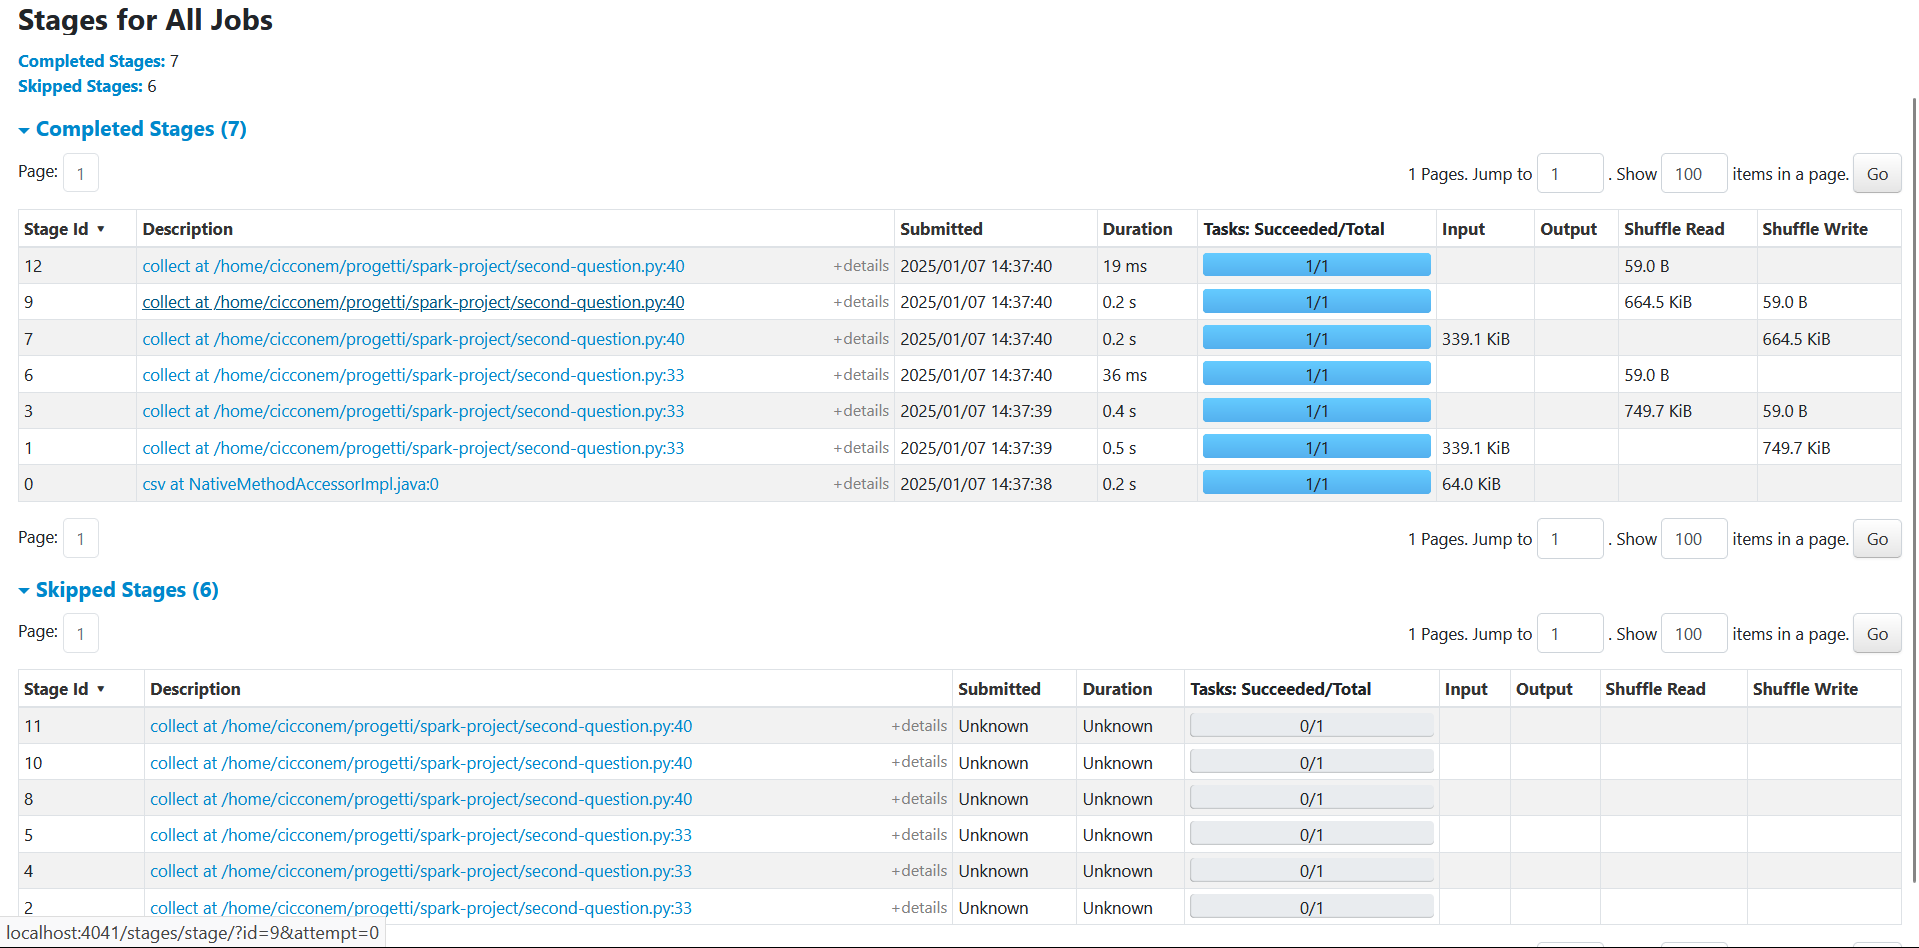 Stages for All Jobs
Completed Stages: 7
Skipped Stages: 6
Completed Stages (7)
Page: 1 1 Pages. Jump to 1 . Show 100 items in a page. Go
Stage Id ▼ Description Submitted Duration Tasks: Succeeded/Total Input Output Shuffle Read Shuffle Write
12 collect at /home/cicconem/progetti/spark-project/second-question.py:40 +details 2025/01/07 14:37:40 19 ms 1/1 59.0 B
9 collect at /home/cicconem/progetti/spark-project/second-question.py:40 +details 2025/01/07 14:37:40 0.2 s 1/1 664.5 KiB 59.0 B
7 collect at /home/cicconem/progetti/spark-project/second-question.py:40 +details 2025/01/07 14:37:40 0.2 s 1/1 339.1 KiB 664.5 KiB
6 collect at /home/cicconem/progetti/spark-project/second-question.py:33 +details 2025/01/07 14:37:40 36 ms 1/1 59.0 B
3 collect at /home/cicconem/progetti/spark-project/second-question.py:33 +details 2025/01/07 14:37:39 0.4 s 1/1 749.7 KiB 59.0 B
1 collect at /home/cicconem/progetti/spark-project/second-question.py:33 +details 2025/01/07 14:37:39 0.5 s 1/1 339.1 KiB 749.7 KiB
0 csv at NativeMethodAccessorImpl.java:0 +details 2025/01/07 14:37:38 0.2 s 1/1 64.0 KiB
Page: 1 1 Pages. Jump to 1 . Show 100 items in a page. Go
Skipped Stages (6)
Page: 1 1 Pages. Jump to 1 . Show 100 items in a page. Go
Stage Id ▼ Description Submitted Duration Tasks: Succeeded/Total Input Output Shuffle Read Shuffle Write
11 collect at /home/cicconem/progetti/spark-project/second-question.py:40 +details Unknown Unknown 0/1
10 collect at /home/cicconem/progetti/spark-project/second-question.py:40 +details Unknown Unknown 0/1
8 collect at /home/cicconem/progetti/spark-project/second-question.py:40 +details Unknown Unknown 0/1
5 collect at /home/cicconem/progetti/spark-project/second-question.py:33 +details Unknown Unknown 0/1
4 collect at /home/cicconem/progetti/spark-project/second-question.py:33 +details Unknown Unknown 0/1
2 collect at /home/cicconem/progetti/spark-project/second-question.py:33 +details Unknown Unknown 0/1
localhost:4041/stages/stage/?id=9&attempt=0